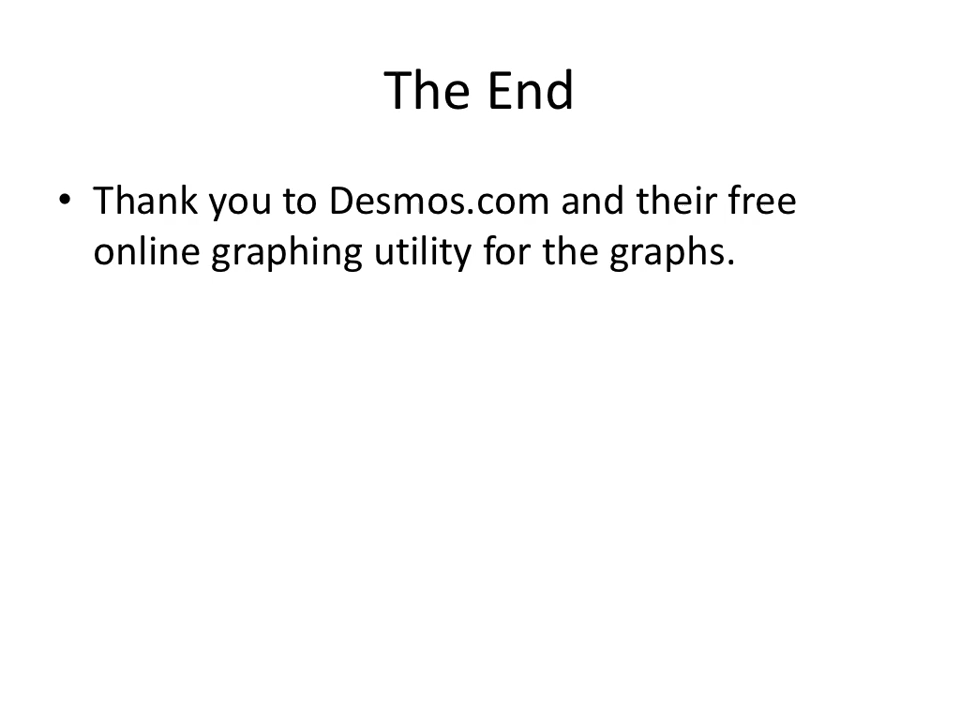 The End
• Thank you to Desmos.com and their free
online graphing utility for the graphs.